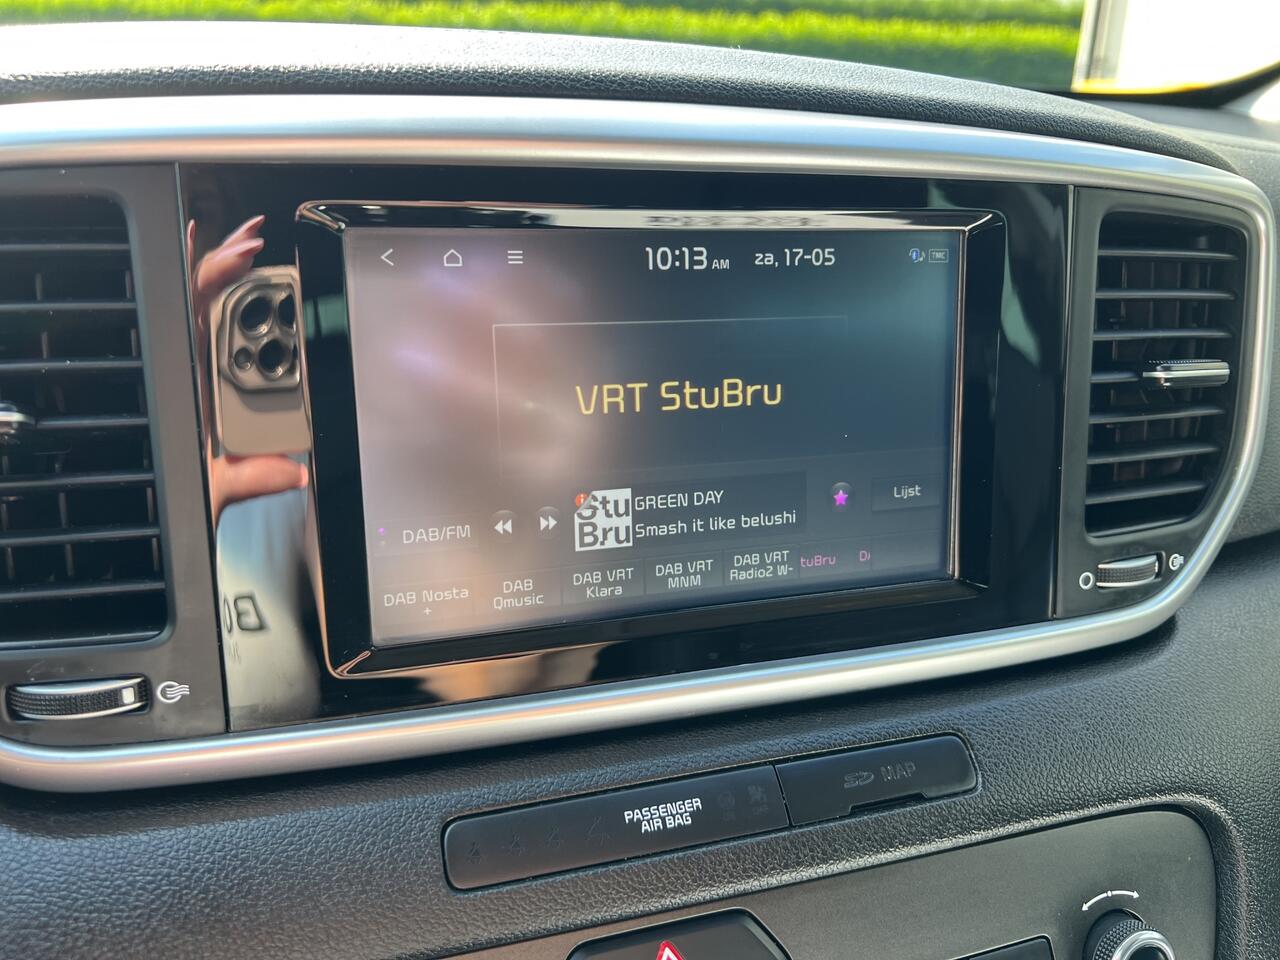 10:13 AM za, 17-05 TMC
VRT StuBru
i
Stu
Bru
GREEN DAY
Smash it like belushi
Lijst
DAB/FM
DAB Nosta
+
DAB
Qmusic
DAB VRT
Klara
DAB VRT
MNM
DAB VRT
Radio2 W-
tuBru
D
PASSENGER
AIR BAG
SD MAP